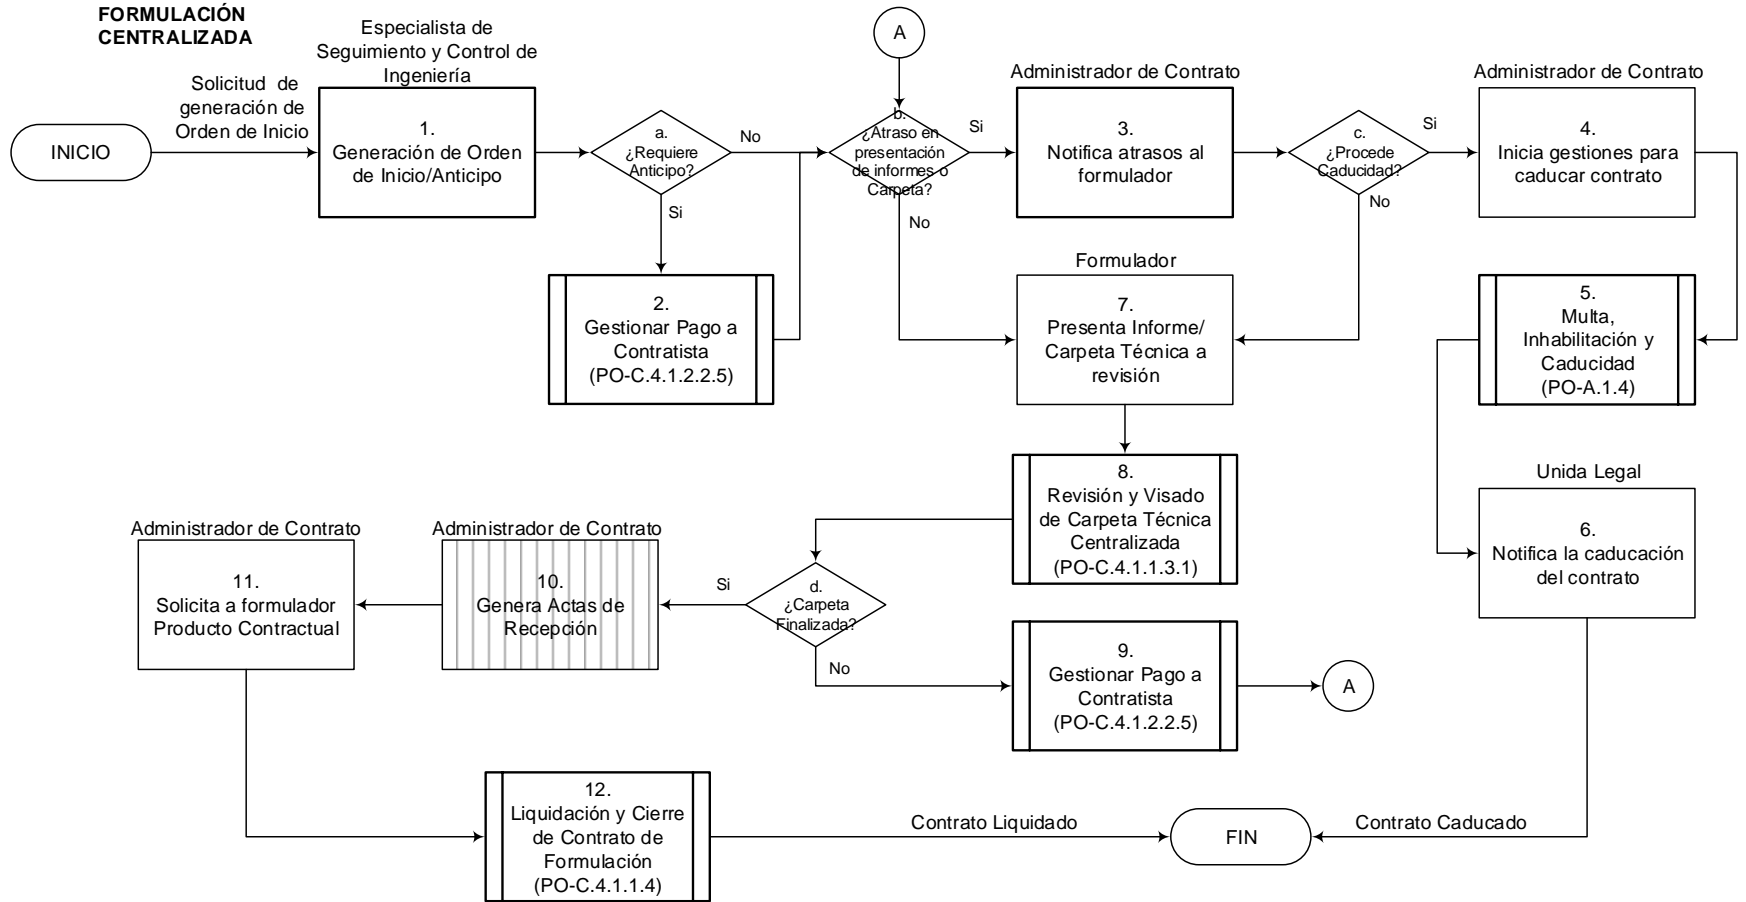 FORMULACIÓN
CENTRALIZADA
INICIO
Solicitud de
generación de
Orden de Inicio
Especialista de
Seguimiento y Control de
Ingeniería
1.
Generación de Orden
de Inicio/Anticipo
a.
¿Requiere
Anticipo?
No
Si
2.
Gestionar Pago a
Contratista
(PO-C.4.1.2.2.5)
A
b.
¿Atraso en
presentación
de informes o
Carpeta?
Si
No
Administrador de Contrato
3.
Notifica atrasos al
formulador
c.
¿Procede
Caducidad?
Si
No
Administrador de Contrato
4.
Inicia gestiones para
caducar contrato
5.
Multa,
Inhabilitación y
Caducidad
(PO-A.1.4)
Unida Legal
6.
Notifica la caducación
del contrato
Formulador
7.
Presenta Informe/
Carpeta Técnica a
revisión
8.
Revisión y Visado
de Carpeta Técnica
Centralizada
(PO-C.4.1.1.3.1)
d.
¿Carpeta
Finalizada?
Si
No
9.
Gestionar Pago a
Contratista
(PO-C.4.1.2.2.5)
A
Administrador de Contrato
10.
Genera Actas de
Recepción
Administrador de Contrato
11.
Solicita a formulador
Producto Contractual
12.
Liquidación y Cierre
de Contrato de
Formulación
(PO-C.4.1.1.4)
Contrato Liquidado
FIN
Contrato Caducado